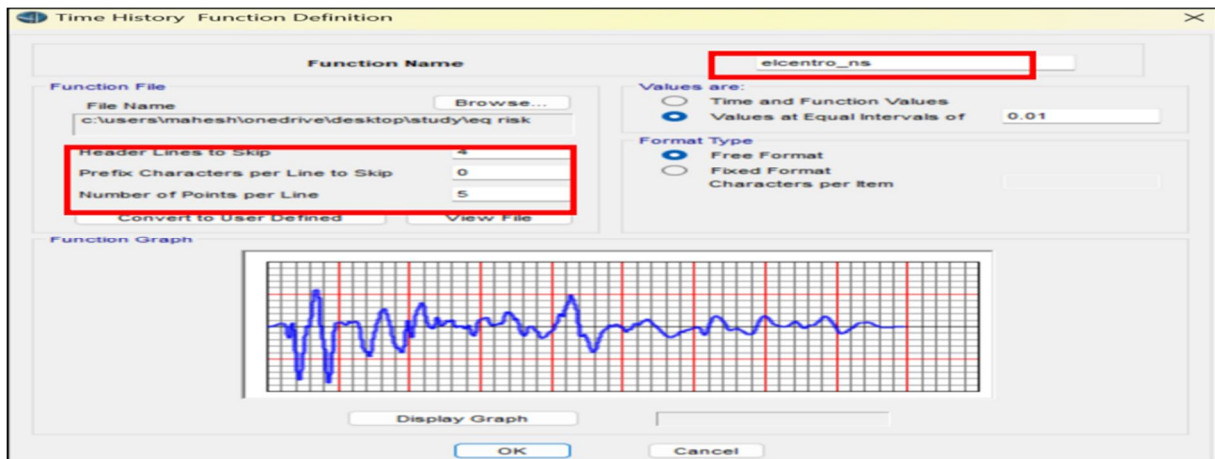 Time History Function Definition
Function Name
elcentro_ns
Function File
File Name
Browse...
c:\users\mahesh\onedrive\desktop\study\eq risk
Header Lines to Skip 4
Prefix Characters per Line to Skip 0
Number of Points per Line 5
Convert to User Defined
View File
Values are:
Time and Function Values
Values at Equal Intervals of 0.01
Format Type
Free Format
Fixed Format
Characters per Item
Function Graph
Display Graph
OK
Cancel